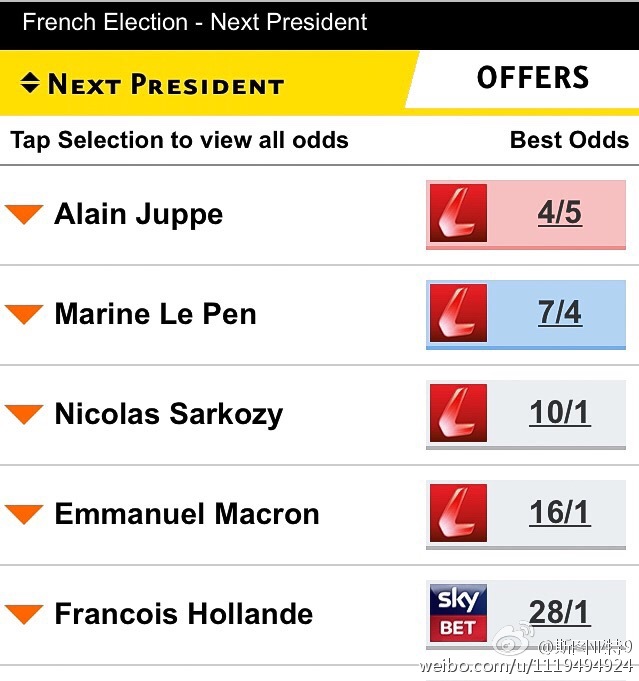 French Election - Next President
NEXT PRESIDENT
OFFERS
Tap Selection to view all odds
Best Odds
Alain Juppe
4/5
Marine Le Pen
7/4
Nicolas Sarkozy
10/1
Emmanuel Macron
16/1
Francois Hollande
sky
BET
28/1
weibo.com/u/1119494924